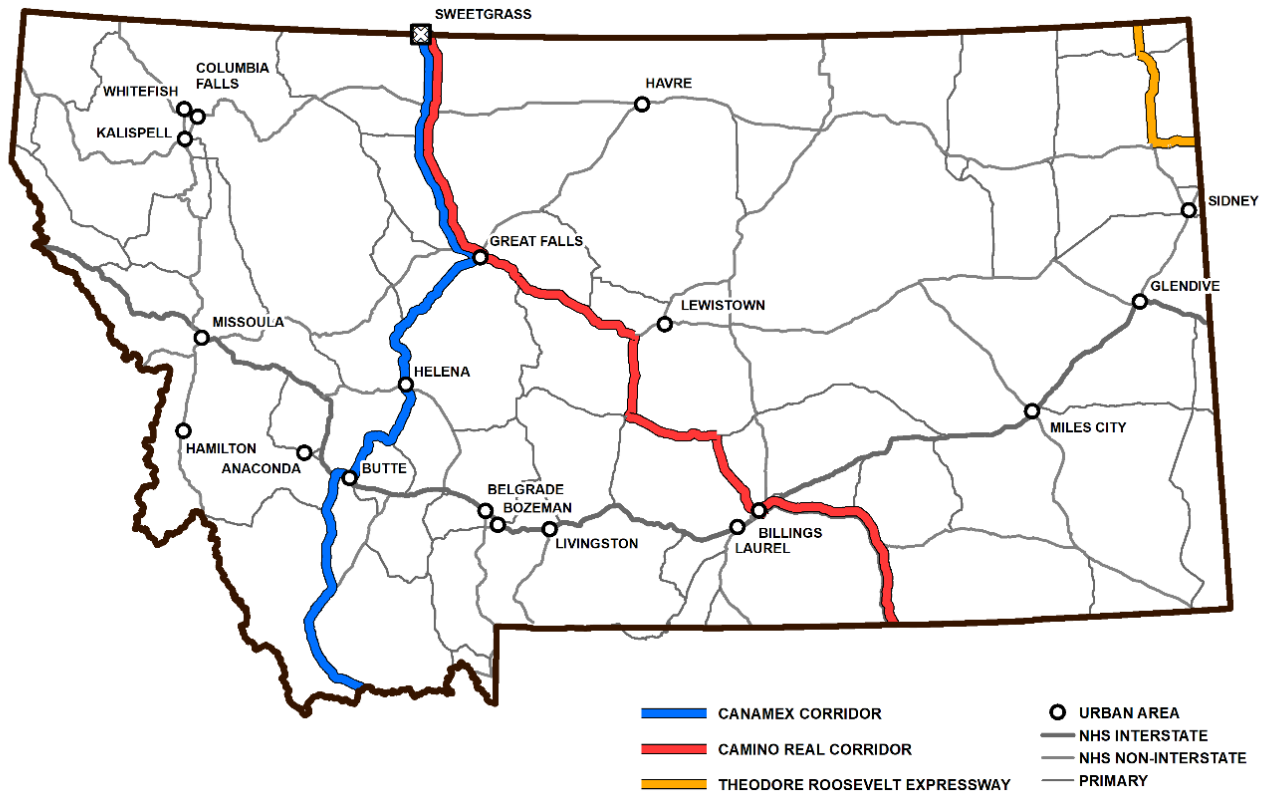 SWEETGRASS
COLUMBIA
FALLS
WHITEFISH
HAVRE
KALISPELL
SIDNEY
GREAT FALLS
GLENDIVE
LEWISTOWN
MISSOULA
HELENA
MILES CITY
HAMILTON
ANACONDA
BUTTE
BELGRADE
BOZEMAN
BILLINGS
LIVINGSTON
LAUREL
CANAMEX CORRIDOR
CAMINO REAL CORRIDOR
THEODORE ROOSEVELT EXPRESSWAY
URBAN AREA
NHS INTERSTATE
NHS NON-INTERSTATE
PRIMARY